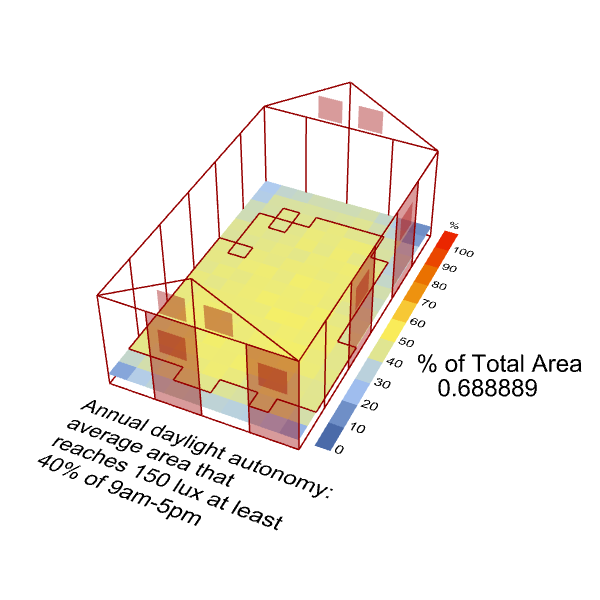 %
100
90
80
70
60
50
40
30
20
10
0
% of Total Area
0.688889
Annual daylight autonomy:
average area that
reaches 150 lux at least
40% of 9am-5pm